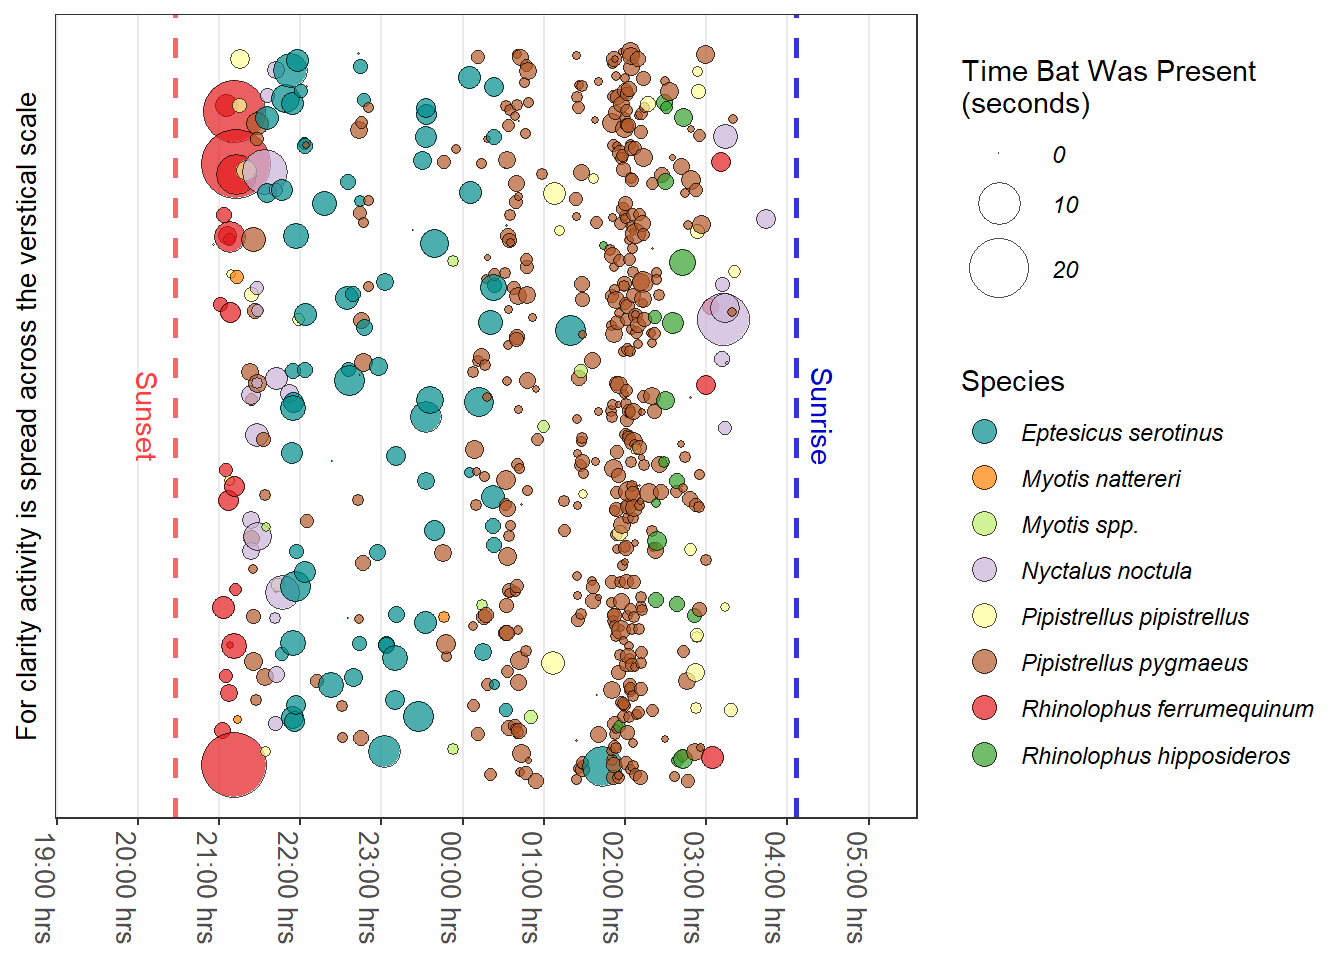 For clarity activity is spread across the verstical scale
Sunset
Sunrise
19:00 hrs
20:00 hrs
21:00 hrs
22:00 hrs
23:00 hrs
00:00 hrs
01:00 hrs
02:00 hrs
03:00 hrs
04:00 hrs
05:00 hrs
Time Bat Was Present
(seconds)
0
10
20
Species
Eptesicus serotinus
Myotis nattereri
Myotis spp.
Nyctalus noctula
Pipistrellus pipistrellus
Pipistrellus pygmaeus
Rhinolophus ferrumequinum
Rhinolophus hipposideros